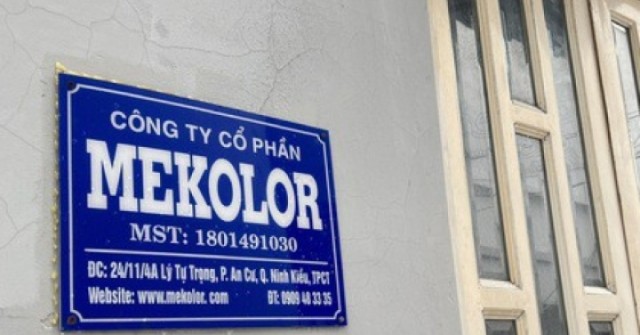 CÔNG TY CỔ PHẦN
MEKOLOR
MST: 1801491030
ĐC: 24/11/4A Lý Tự Trọng, P. An Cư, Q. Ninh Kiều, TPCT
Website: www.mekolor. com ĐT: 0909 48 33 35